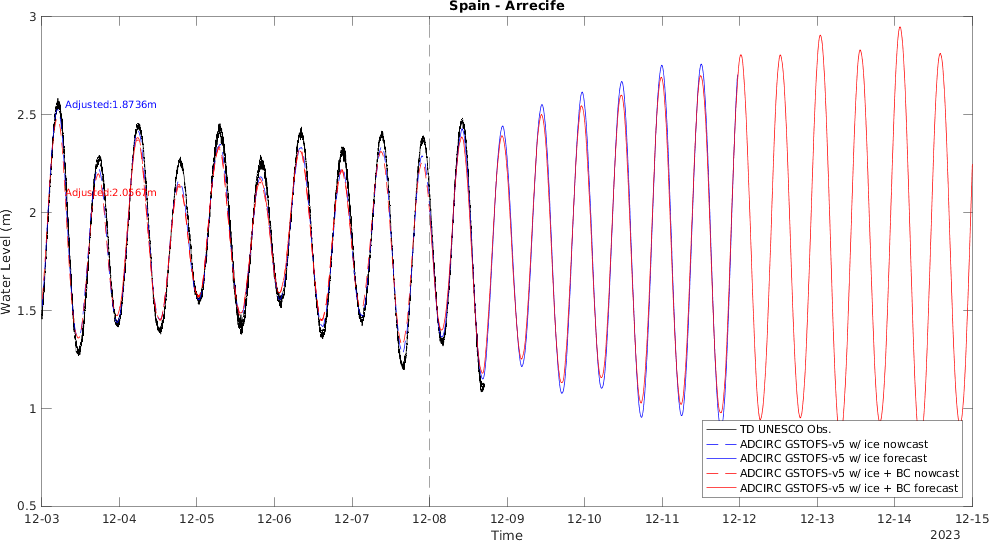 Spain - Arrecife
3
2.5
2
1.5
1
0.5
Water Level (m)
Adjusted:1.8736m
Adjusted:2.0561m
TD UNESCO Obs.
ADCIRC GSTOFS-v5 w/ ice nowcast
ADCIRC GSTOFS-v5 w/ ice forecast
ADCIRC GSTOFS-v5 w/ ice + BC nowcast
ADCIRC GSTOFS-v5 w/ ice + BC forecast
12-03 12-04 12-05 12-06 12-07 12-08 12-09 12-10 12-11 12-12 12-13 12-14 12-15
Time
2023